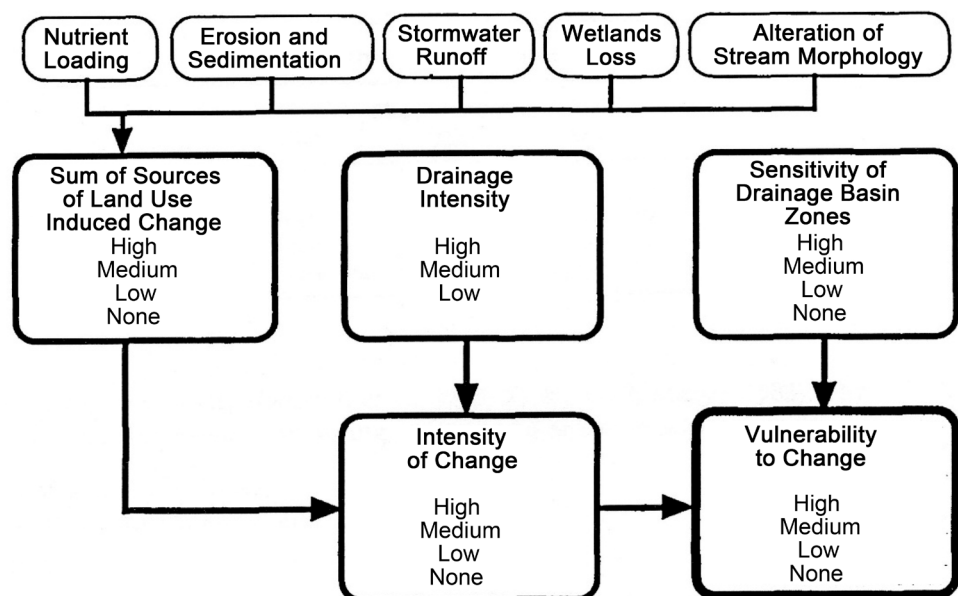 Nutrient
Loading
Erosion and
Sedimentation
Stormwater
Runoff
Wetlands
Loss
Alteration of
Stream Morphology
Sum of Sources
of Land Use
Induced Change
High
Medium
Low
None
Drainage
Intensity
High
Medium
Low
Sensitivity of
Drainage Basin
Zones
High
Medium
Low
None
Intensity
of Change
High
Medium
Low
None
Vulnerability
to Change
High
Medium
Low
None